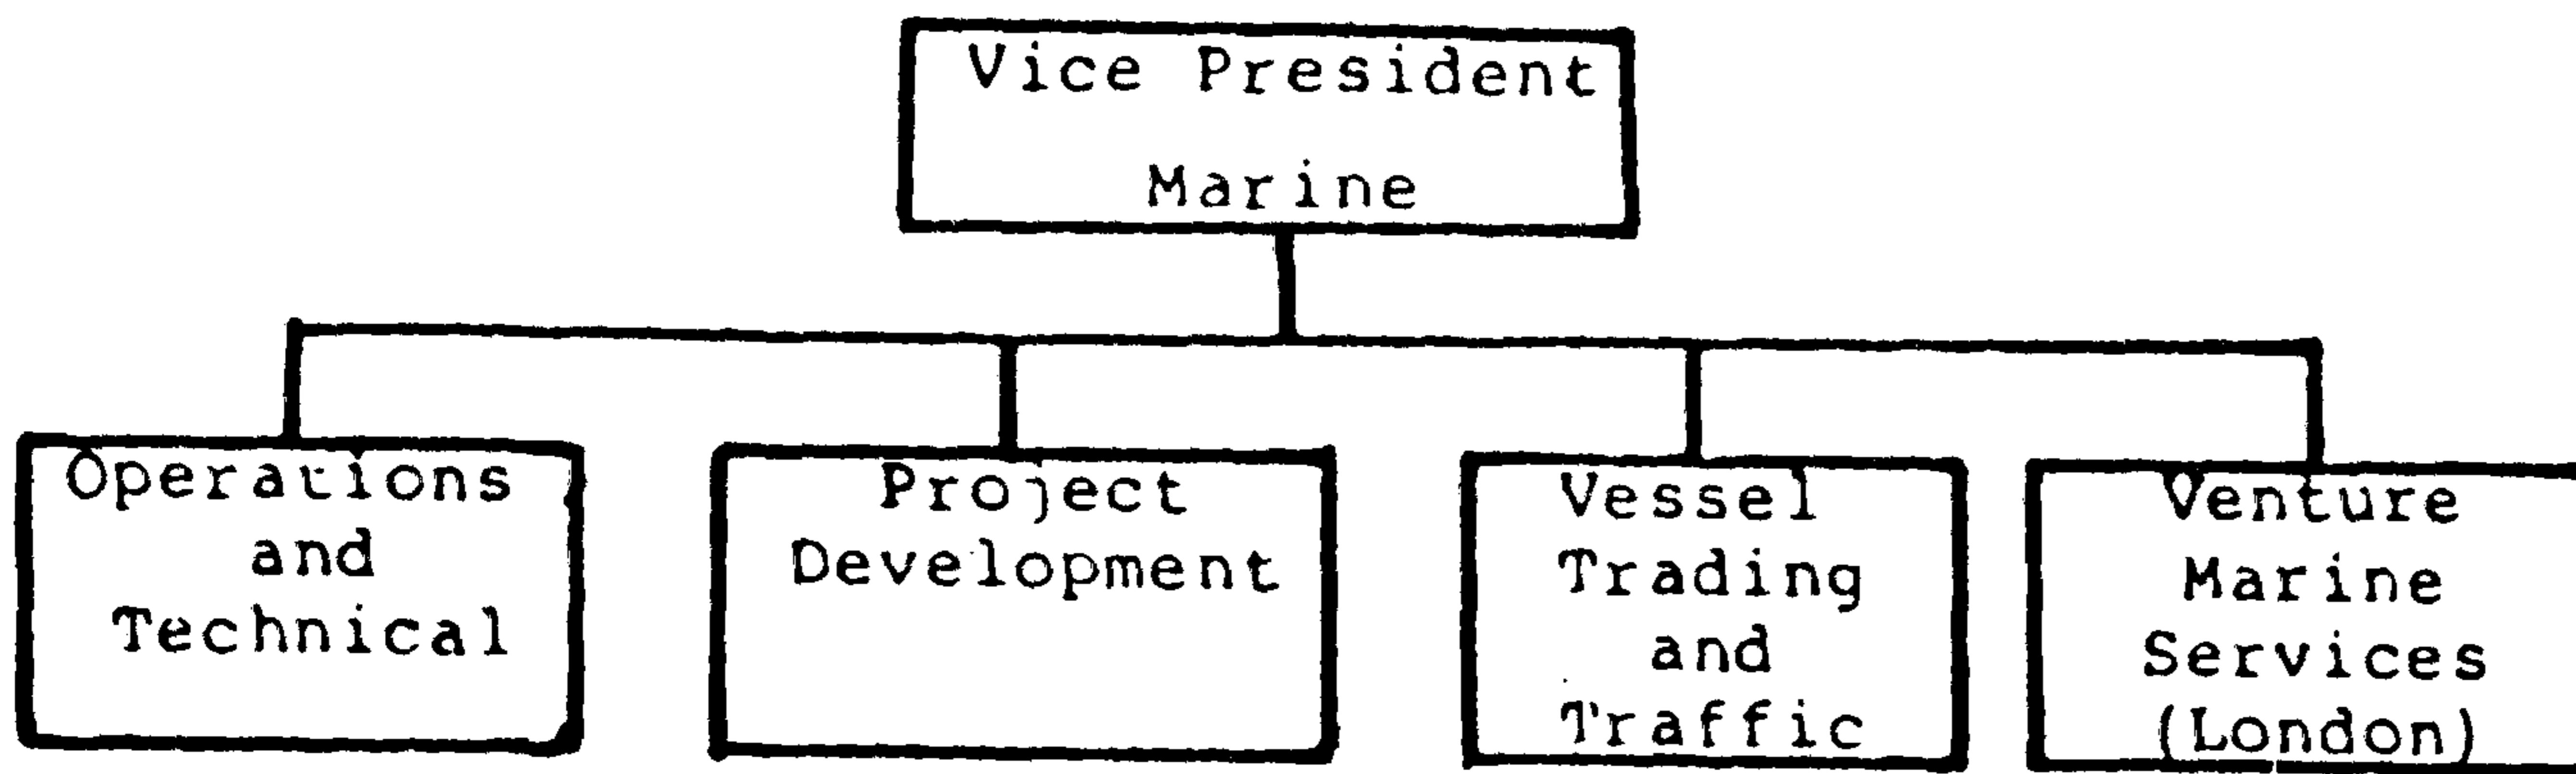 Vice President
Marine
Operations
and
Technical
Project
Development
Vessel
Trading
and
Traffic
Venture
Marine
Services
(London)